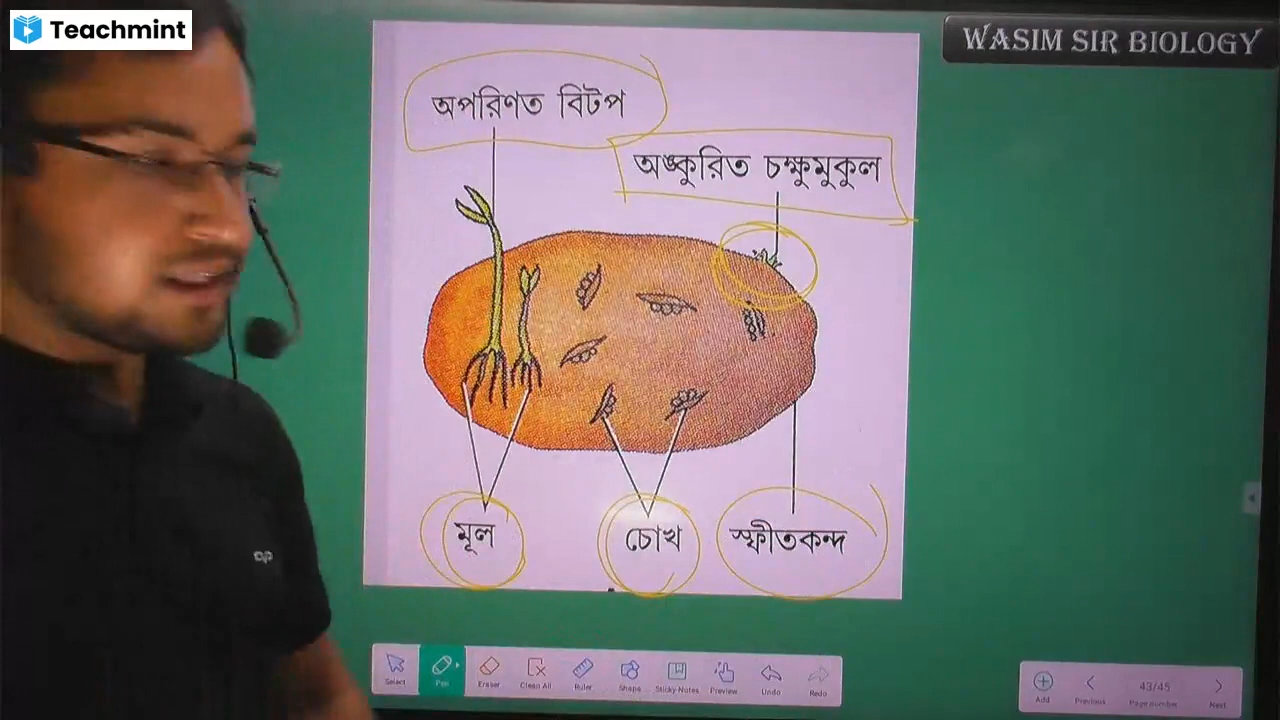 Teachmint
WASIM SIR BIOLOGY
অপরিণত বিটপ
অঙ্কুরিত চক্ষুমুকুল
মূল
চোখ
স্ফীতকন্দ
Select
Pen
Eraser
Clean All
Ruler
Shape
Sticky-Notes
Preview
Undo
Redo
Add
Previous
43/45
Page number
Next